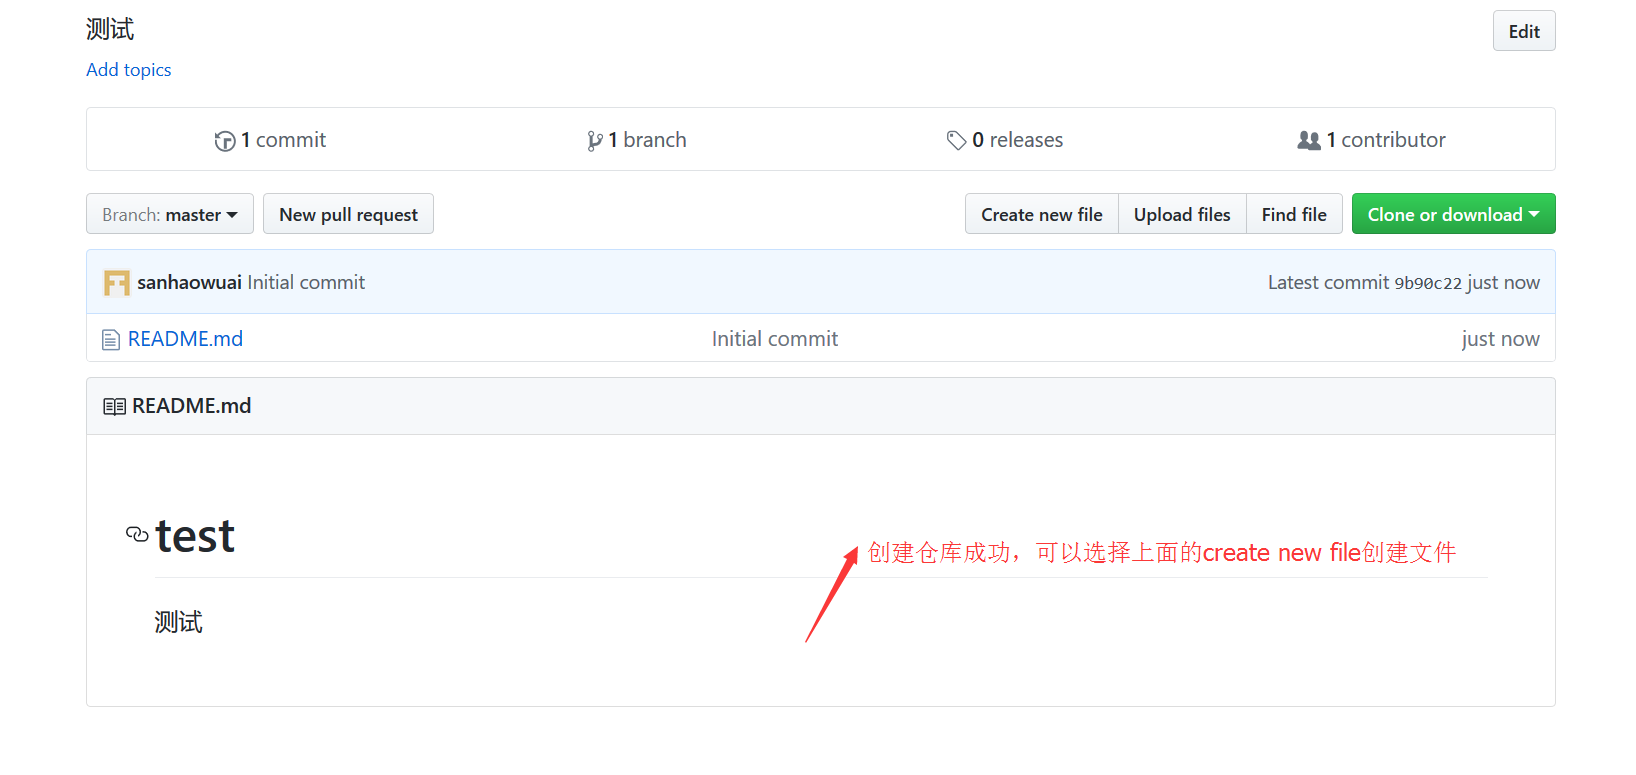 测试
Edit
Add topics
1 commit
1 branch
0 releases
1 contributor
Branch: master
New pull request
Create new file
Upload files
Find file
Clone or download
sanhaowuai Initial commit
Latest commit 9b90c22 just now
README.md
Initial commit
just now
README.md
test
创建仓库成功，可以选择上面的create new file创建文件
测试